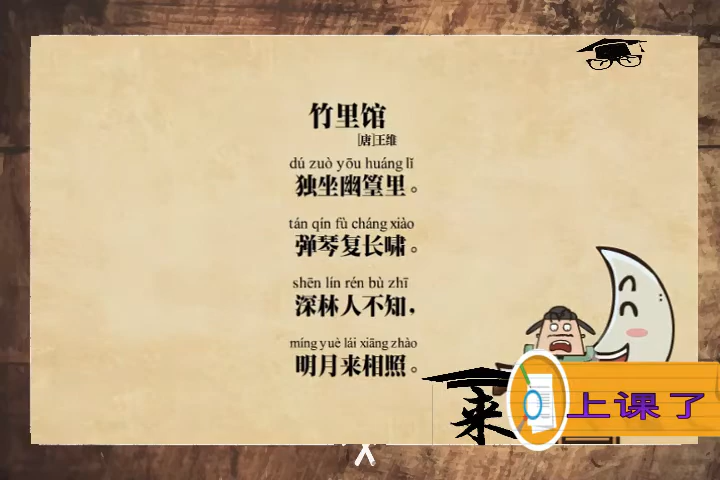 竹里馆
[唐]王维
dú zuò yōu huáng lǐ
独坐幽篁里。
tán qín fù cháng xiào
弹琴复长啸。
shēn lín rén bù zhī
深林人不知，
míng yuè lái xiāng zhào
明月来相照。
来
上课了